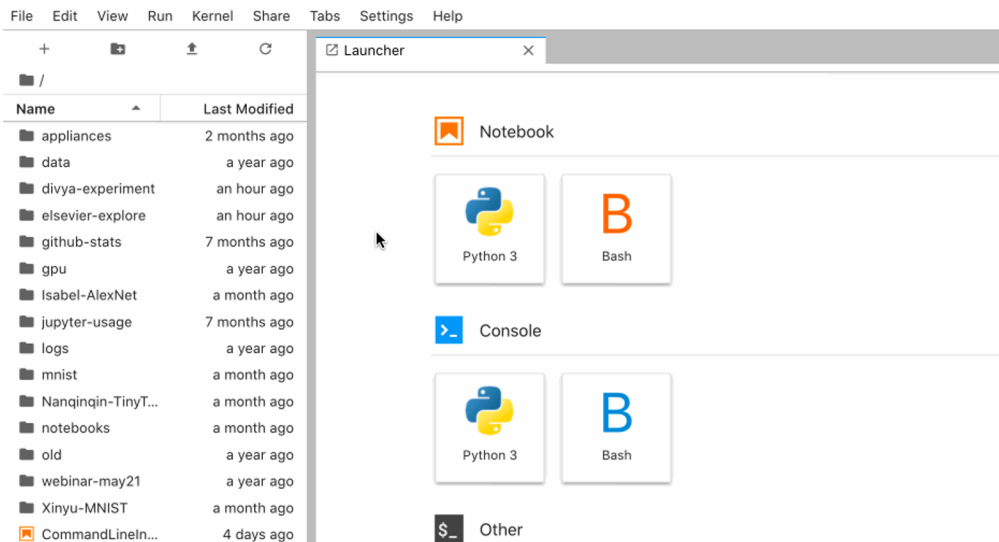 File Edit View Run Kernel Share Tabs Settings Help
Launcher
/
Name Last Modified
appliances 2 months ago
data a year ago
divya-experiment an hour ago
elsevier-explore an hour ago
github-stats 7 months ago
gpu a year ago
Isabel-AlexNet a month ago
jupyter-usage 7 months ago
logs a year ago
mnist a month ago
Nanqinqin-TinyT... a month ago
notebooks a month ago
old a year ago
webinar-may21 a year ago
Xinyu-MNIST a month ago
CommandLineIn... 4 days ago
Notebook
B
Python 3 Bash
>_ Console
B
Python 3 Bash
$_ Other